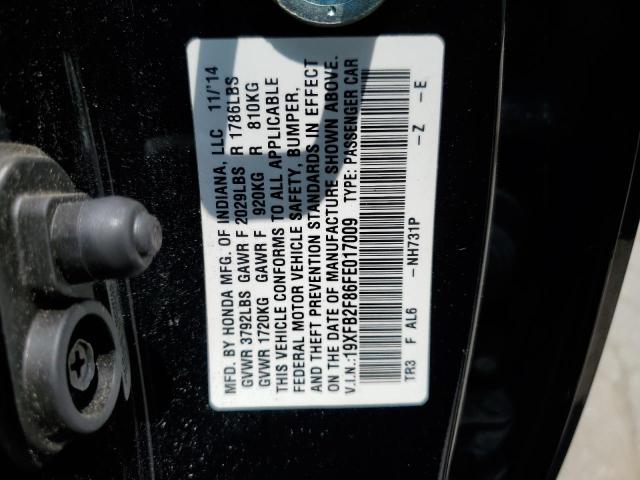 MFD. BY HONDA MFG. OF INDIANA, LLC 11/'14
GVWR 3792LBS GAWR F 2029LBS R 1786LBS
GVWR 1720KG GAWR F 920KG R 810KG
THIS VEHICLE CONFORMS TO ALL APPLICABLE
FEDERAL MOTOR VEHICLE SAFETY, BUMPER,
AND THEFT PREVENTION STANDARDS IN EFFECT
ON THE DATE OF MANUFACTURE SHOWN ABOVE.
V.I.N.:19XFB2F86FE017009 TYPE: PASSENGER CAR
TR3 F AL6 -NH731P -Z -E